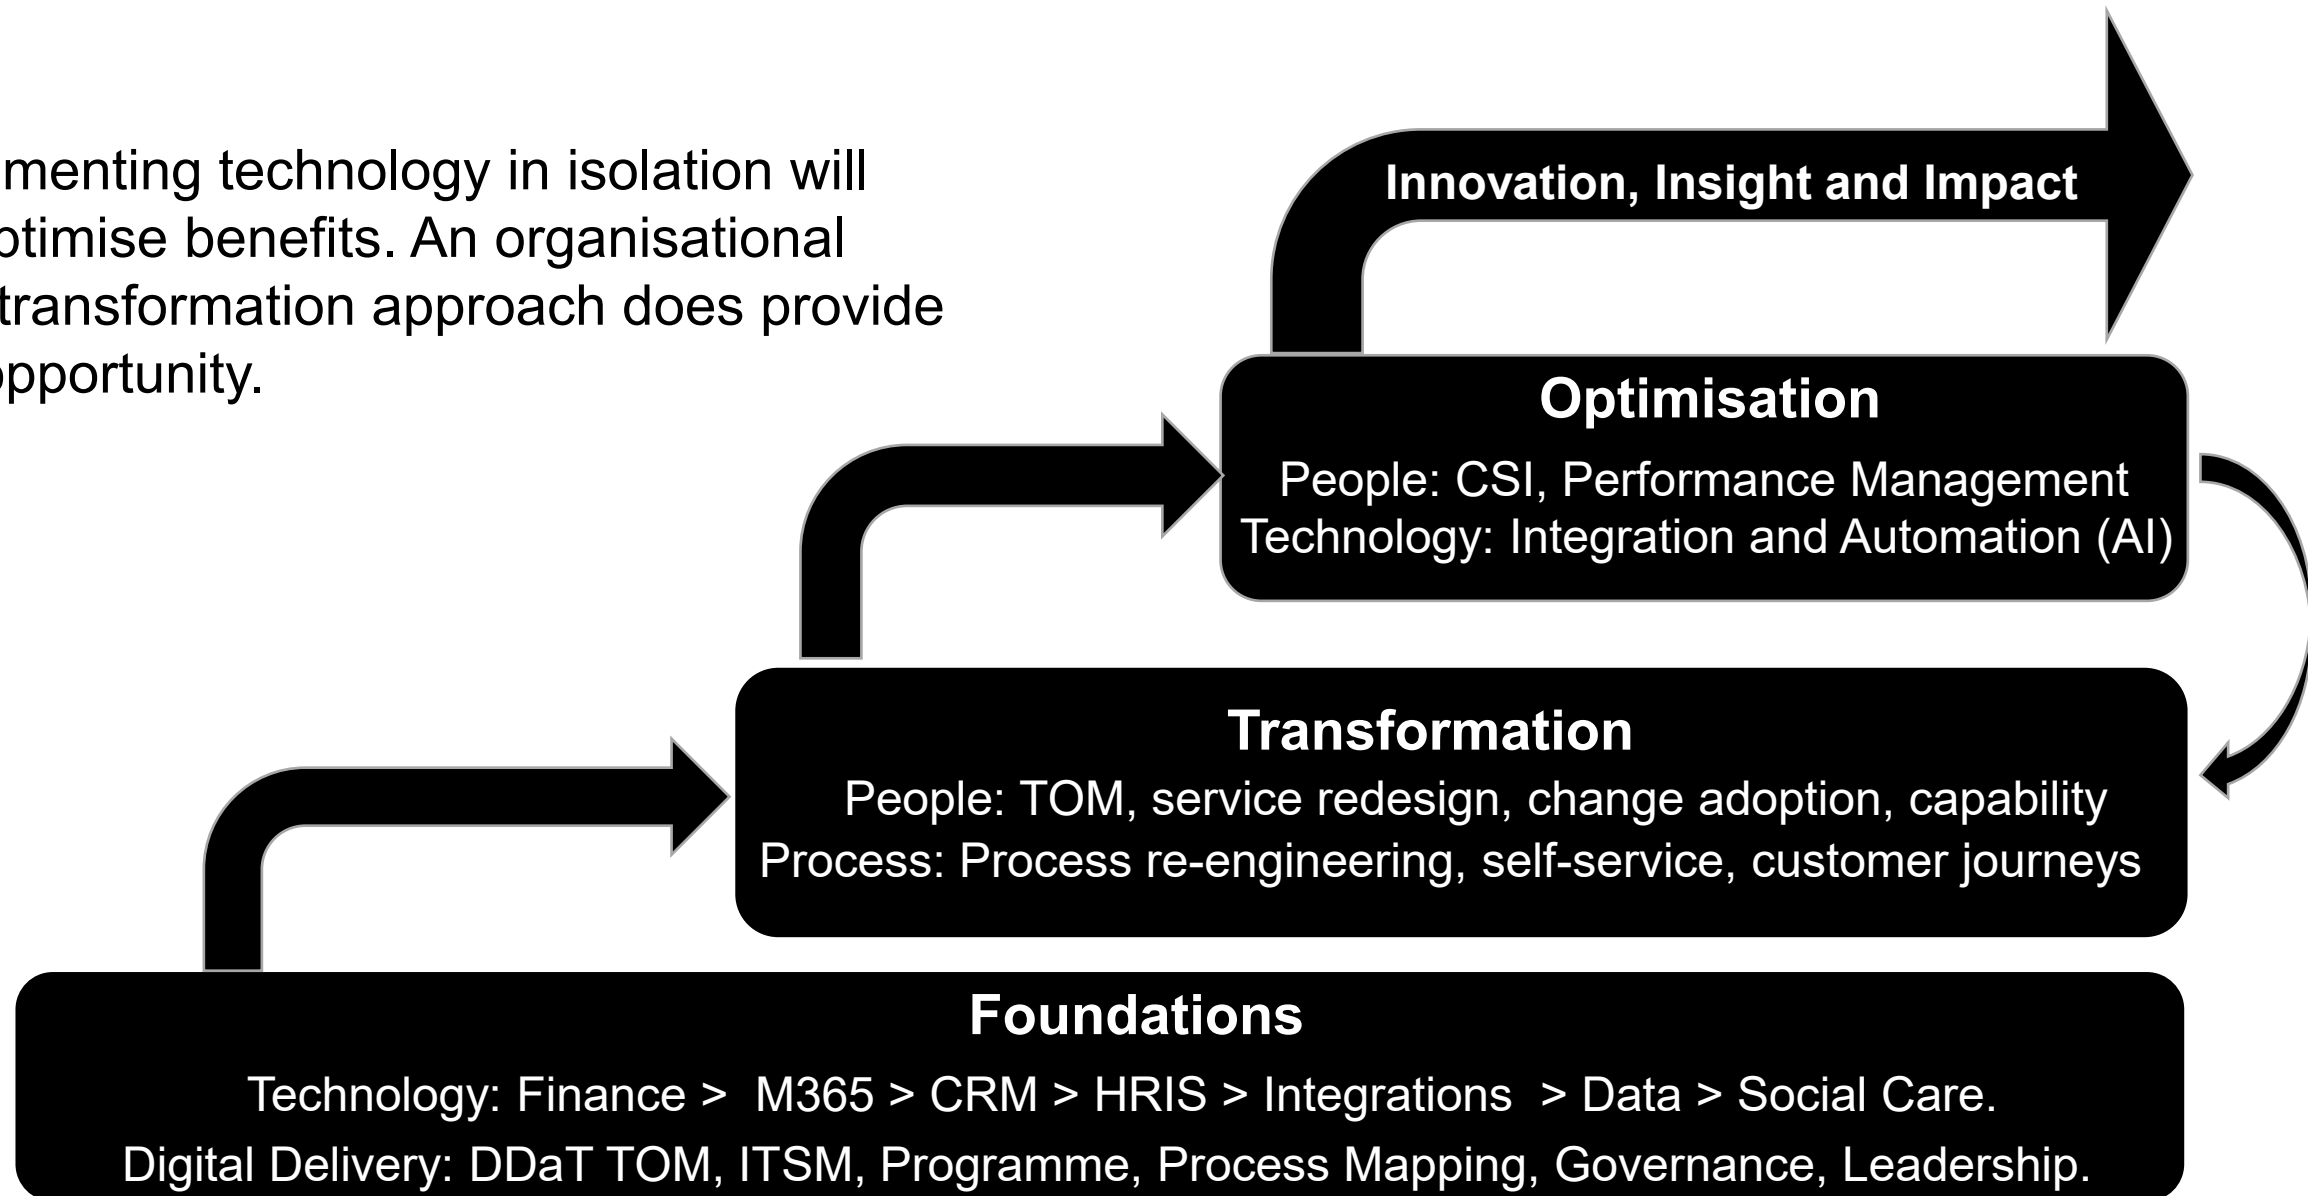 menting technology in isolation will
ptimise benefits. An organisational
transformation approach does provide
pportunity.
Innovation, Insight and Impact
Optimisation
People: CSI, Performance Management
Technology: Integration and Automation (AI)
Transformation
People: TOM, service redesign, change adoption, capability
Process: Process re-engineering, self-service, customer journeys
Foundations
Technology: Finance > M365 > CRM > HRIS > Integrations > Data > Social Care.
Digital Delivery: DDaT TOM, ITSM, Programme, Process Mapping, Governance, Leadership.